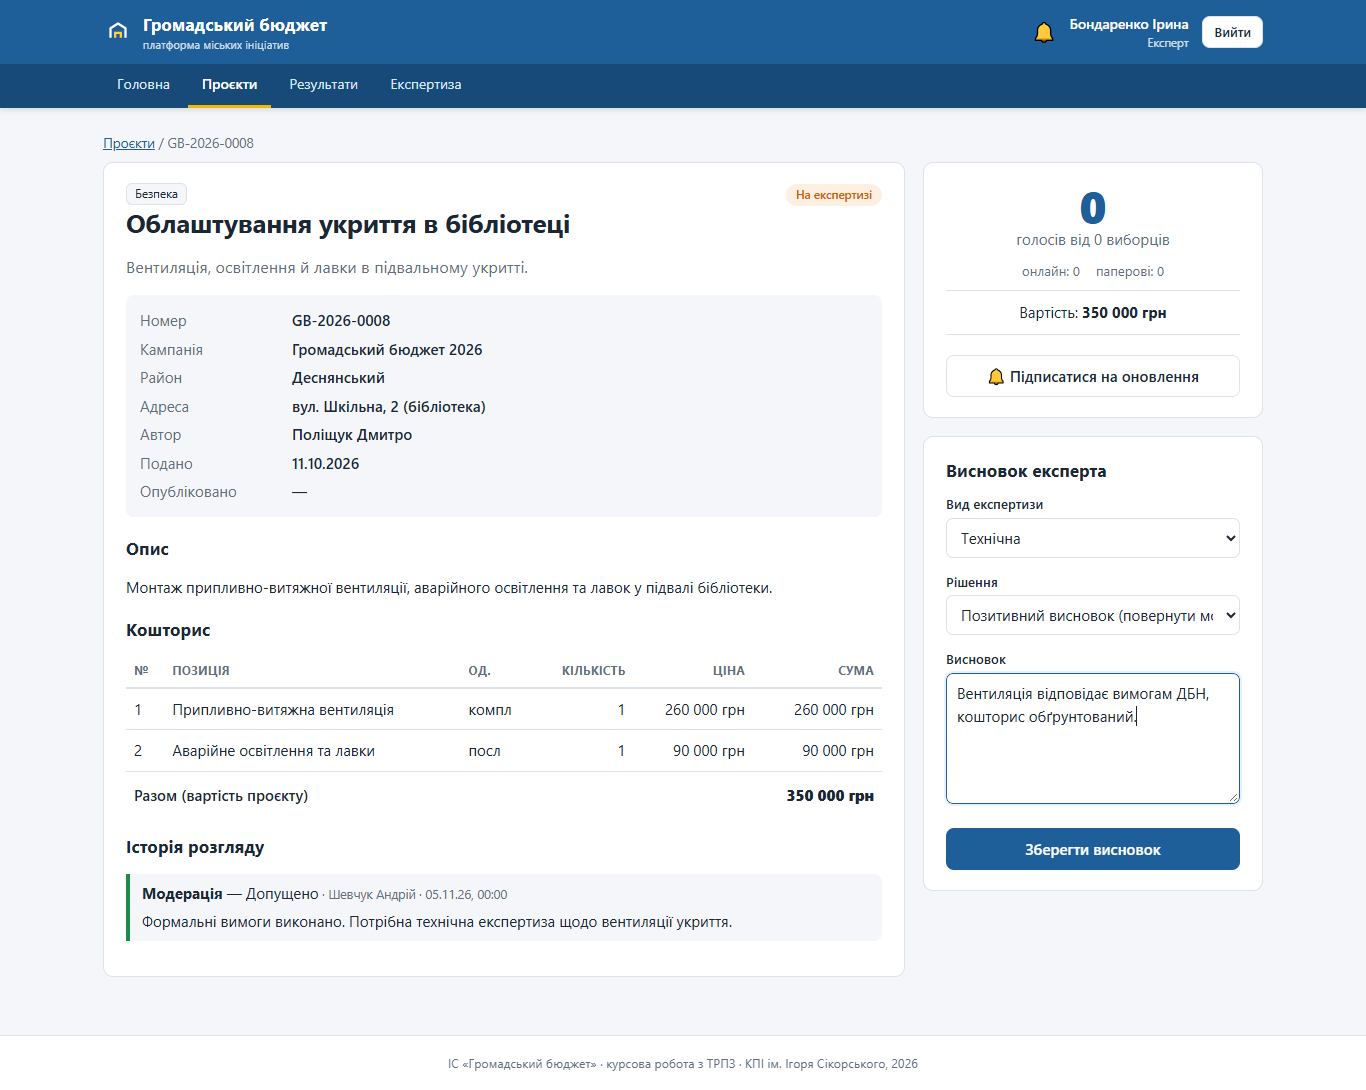 Громадський бюджет
платформа міських ініціатив
Бондаренко Ірина
Експерт
Вийти
Головна
Проєкти
Результати
Експертиза
Проєкти / GB-2026-0008
Безпека
На експертизі
Облаштування укриття в бібліотеці
Вентиляція, освітлення й лавки в підвальному укритті.
Номер GB-2026-0008
Кампанія Громадський бюджет 2026
Район Деснянський
Адреса вул. Шкільна, 2 (бібліотека)
Автор Поліщук Дмитро
Подано 11.10.2026
Опубліковано —
Опис
Монтаж припливно-витяжної вентиляції, аварійного освітлення та лавок у підвалі бібліотеки.
Кошторис
№ ПОЗИЦІЯ ОД. КІЛЬКІСТЬ ЦІНА СУМА
1 Припливно-витяжна вентиляція компл 1 260 000 грн 260 000 грн
2 Аварійне освітлення та лавки посл 1 90 000 грн 90 000 грн
Разом (вартість проєкту) 350 000 грн
Історія розгляду
Модерація — Допущено · Шевчук Андрій · 05.11.26, 00:00
Формальні вимоги виконано. Потрібна технічна експертиза щодо вентиляції укриття.
0
голосів від 0 виборців
онлайн: 0 паперові: 0
Вартість: 350 000 грн
Підписатися на оновлення
Висновок експерта
Вид експертизи
Технічна
Рішення
Позитивний висновок (повернути мо
Висновок
Вентиляція відповідає вимогам ДБН,
кошторис обґрунтований.
Зберегти висновок
ІС «Громадський бюджет» · курсова робота з ТРПЗ · КПІ ім. Ігоря Сікорського, 2026